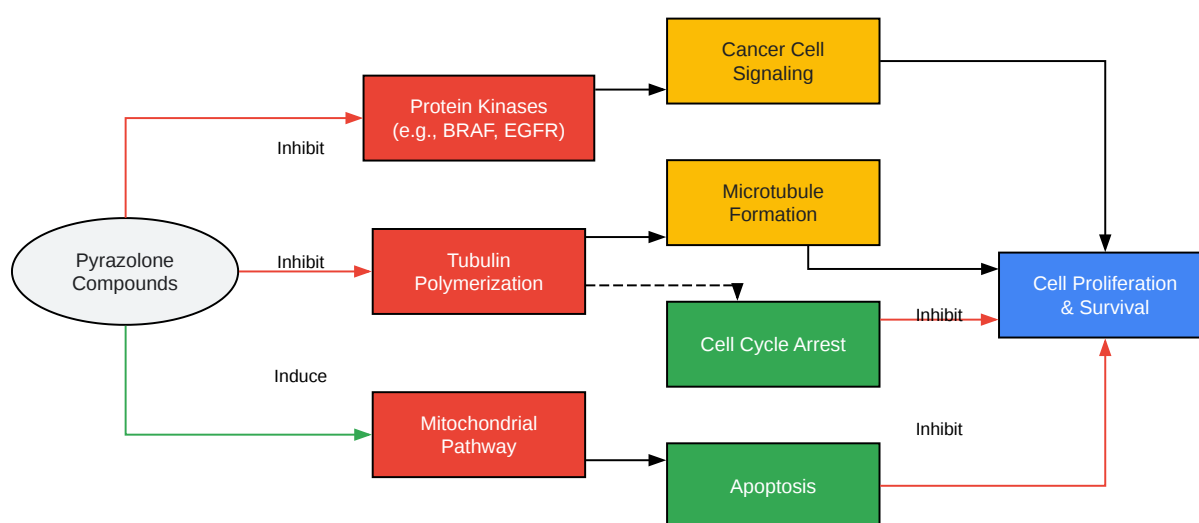 Cancer Cell
Signaling
Protein Kinases
(e.g., BRAF, EGFR)
Inhibit
Microtubule
Formation
Pyrazolone
Compounds
Inhibit
Tubulin
Polymerization
Cell Proliferation
& Survival
Cell Cycle Arrest
Inhibit
Induce
Mitochondrial
Pathway
Inhibit
Apoptosis